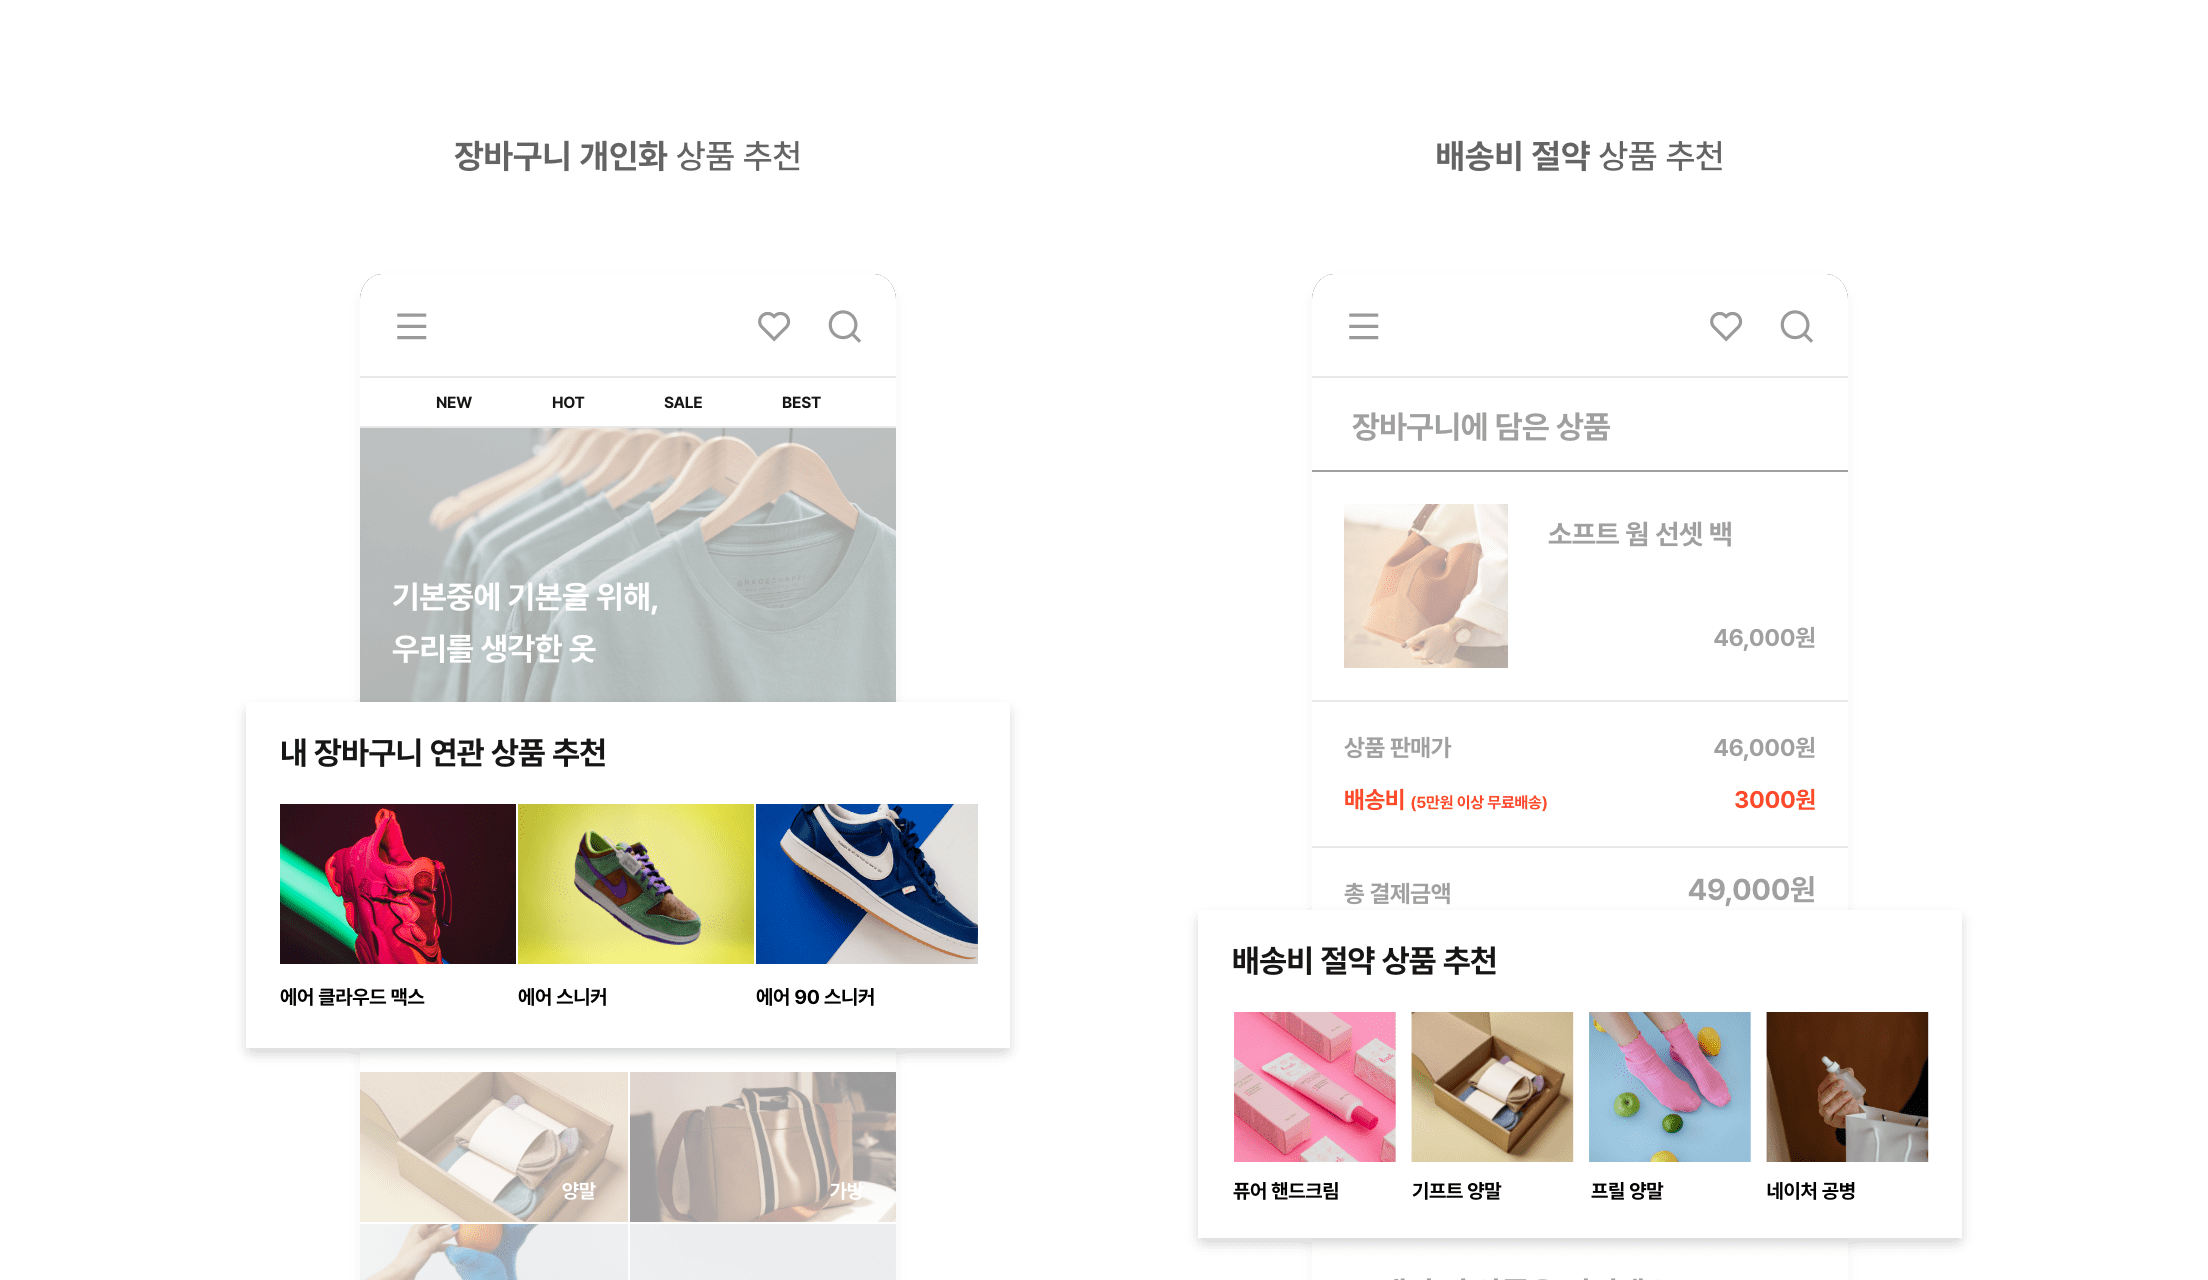 장바구니 개인화 상품 추천
NEW HOT SALE BEST
기본중에 기본을 위해,
우리를 생각한 옷
내 장바구니 연관 상품 추천
에어 클라우드 맥스
에어 스니커
에어 90 스니커
양말
가방
배송비 절약 상품 추천
장바구니에 담은 상품
소프트 웜 선셋 백
46,000원
상품 판매가 46,000원
배송비 (5만원 이상 무료배송) 3000원
총 결제금액 49,000원
배송비 절약 상품 추천
퓨어 핸드크림
기프트 양말
프릴 양말
네이처 공병